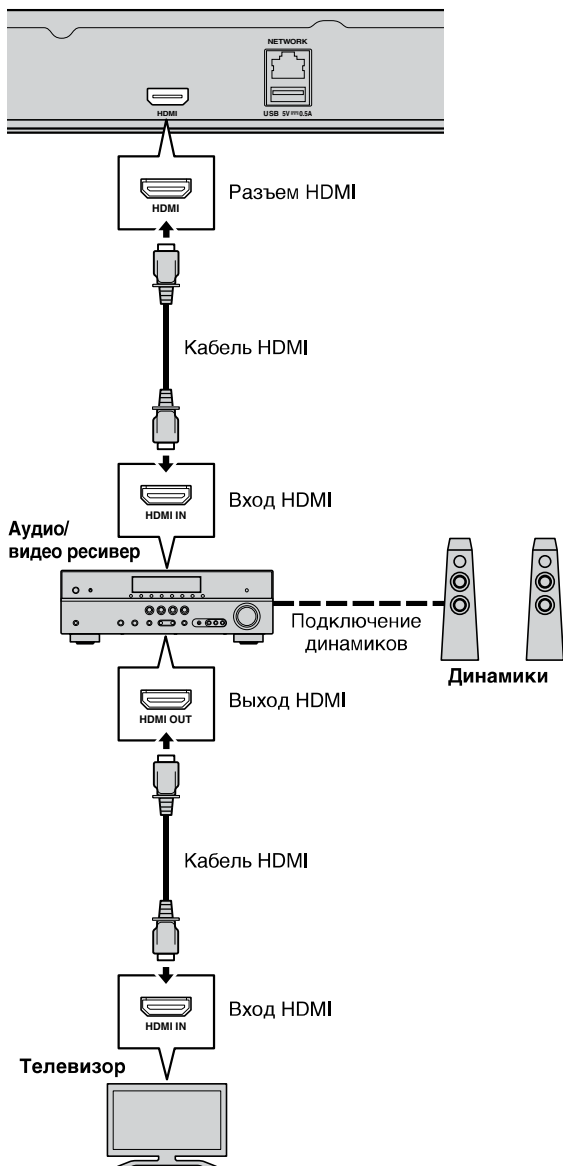 NETWORK
HDMI
USB 5V⎓0.5A
HDMI
Разъем HDMI
Кабель HDMI
HDMI IN
Вход HDMI
Аудио/
видео ресивер
Подключение
динамиков
Динамики
HDMI OUT
Выход HDMI
Кабель HDMI
HDMI IN
Вход HDMI
Телевизор